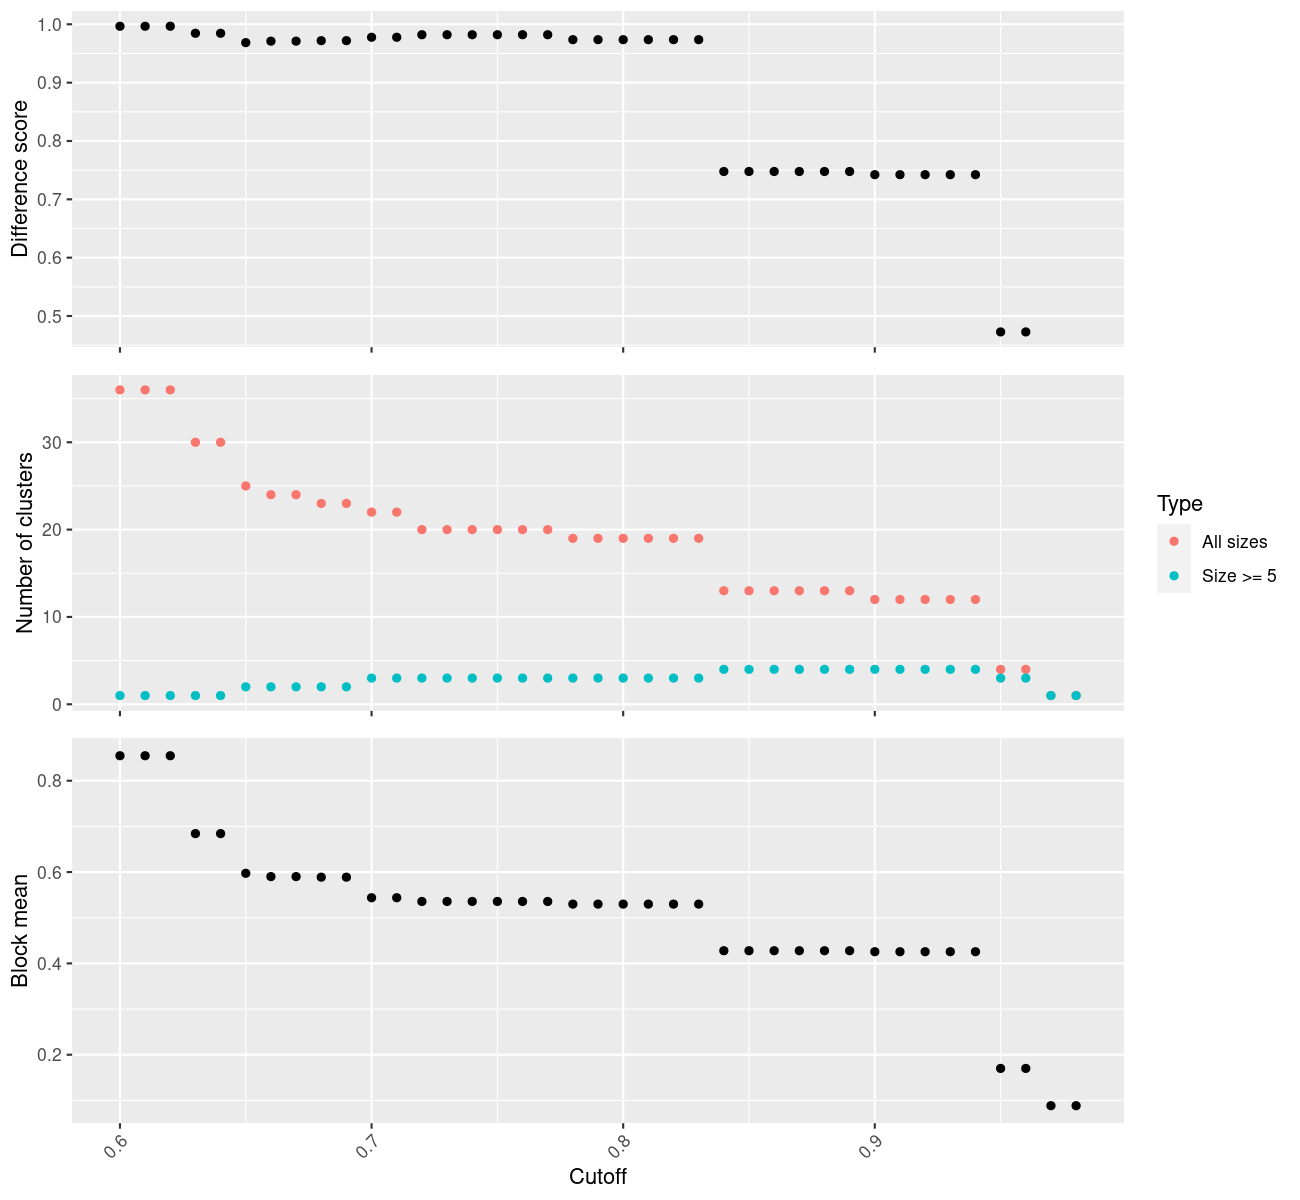 1.0
0.9
0.8
0.7
0.6
0.5
Difference score
30
20
10
0
Number of clusters
Type
All sizes
Size >= 5
0.8
0.6
0.4
0.2
Block mean
0.6
0.7
0.8
0.9
Cutoff